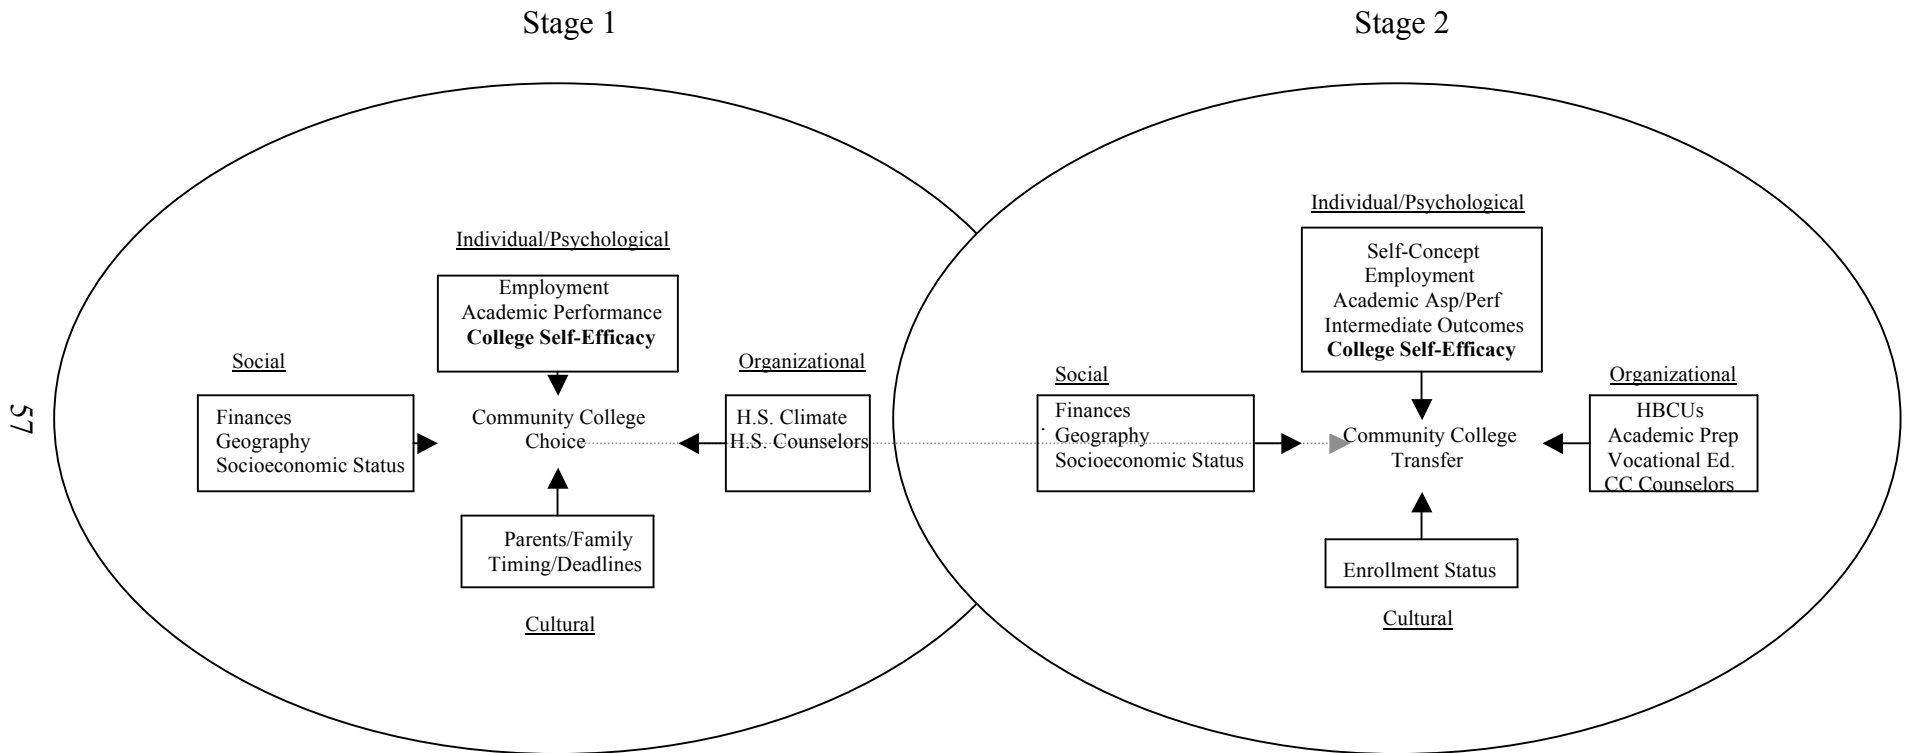 Stage 1
Individual/Psychological
Employment
Academic Performance
College Self-Efficacy
Social
Finances
Geography
Socioeconomic Status
Community College
Choice
Organizational
H.S. Climate
H.S. Counselors
Parents/Family
Timing/Deadlines
Cultural
Stage 2
Individual/Psychological
Self-Concept
Employment
Academic Asp/Perf
Intermediate Outcomes
College Self-Efficacy
Social
Finances
Geography
Socioeconomic Status
Community College
Transfer
Organizational
HBCUs
Academic Prep
Vocational Ed.
CC Counselors
Enrollment Status
Cultural
57